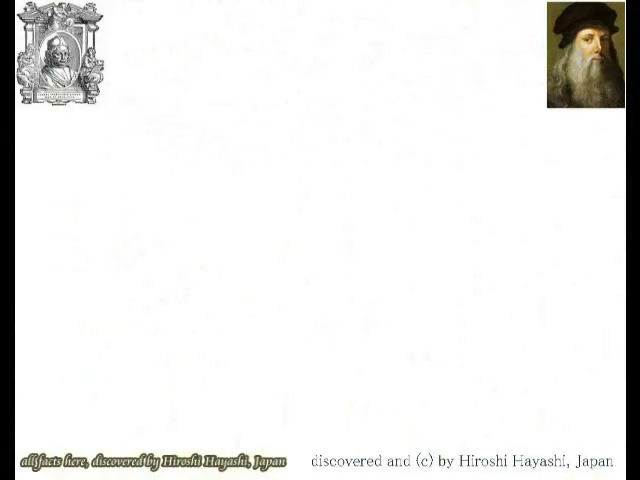 all facts here, discovered by Hiroshi Hayashi, Japan
discovered and (c) by Hiroshi Hayashi, Japan